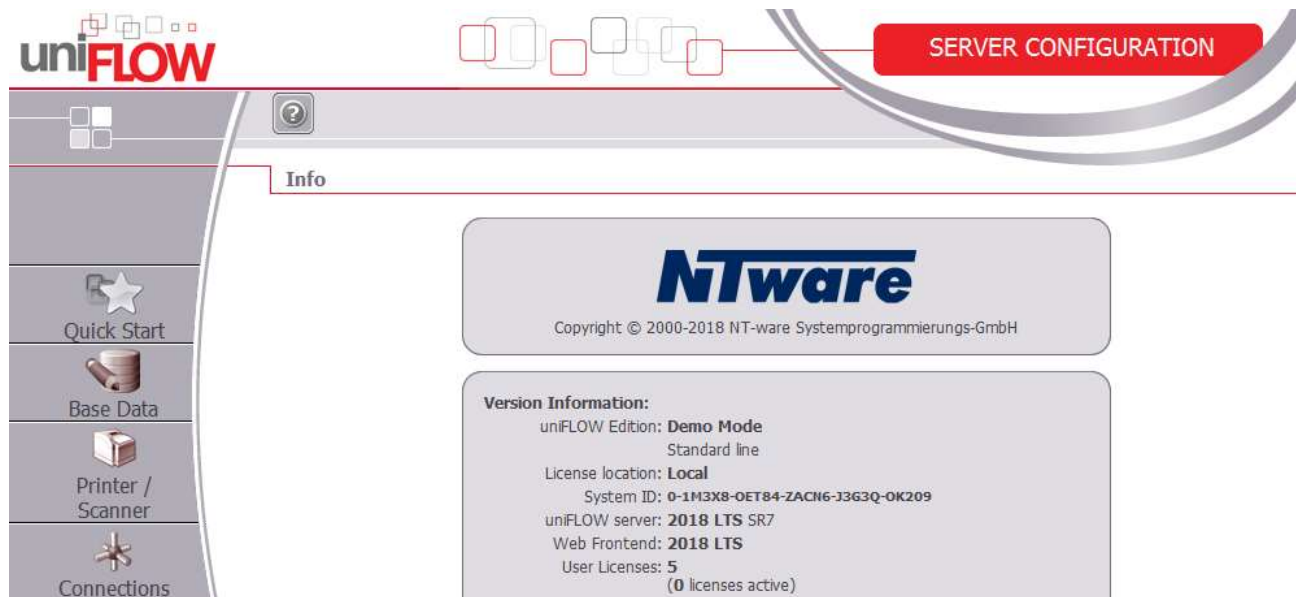 uniFLOW
SERVER CONFIGURATION
Info
Quick Start
Base Data
Printer /
Scanner
Connections
NTware
Copyright © 2000-2018 NT-ware Systemprogrammierungs-GmbH
Version Information:
uniFLOW Edition: Demo Mode
Standard line
License location: Local
System ID: 0-1M3X8-OET84-ZACN6-J3G3Q-OK209
uniFLOW server: 2018 LTS SR7
Web Frontend: 2018 LTS
User Licenses: 5
(0 licenses active)